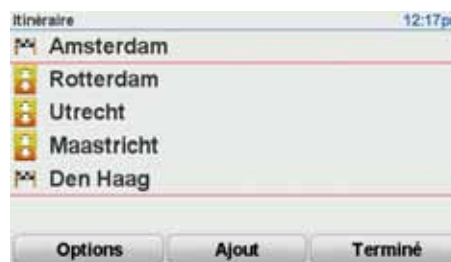 Itinéraire 12:17p
Amsterdam
Rotterdam
Utrecht
Maastricht
Den Haag
Options Ajout Terminé